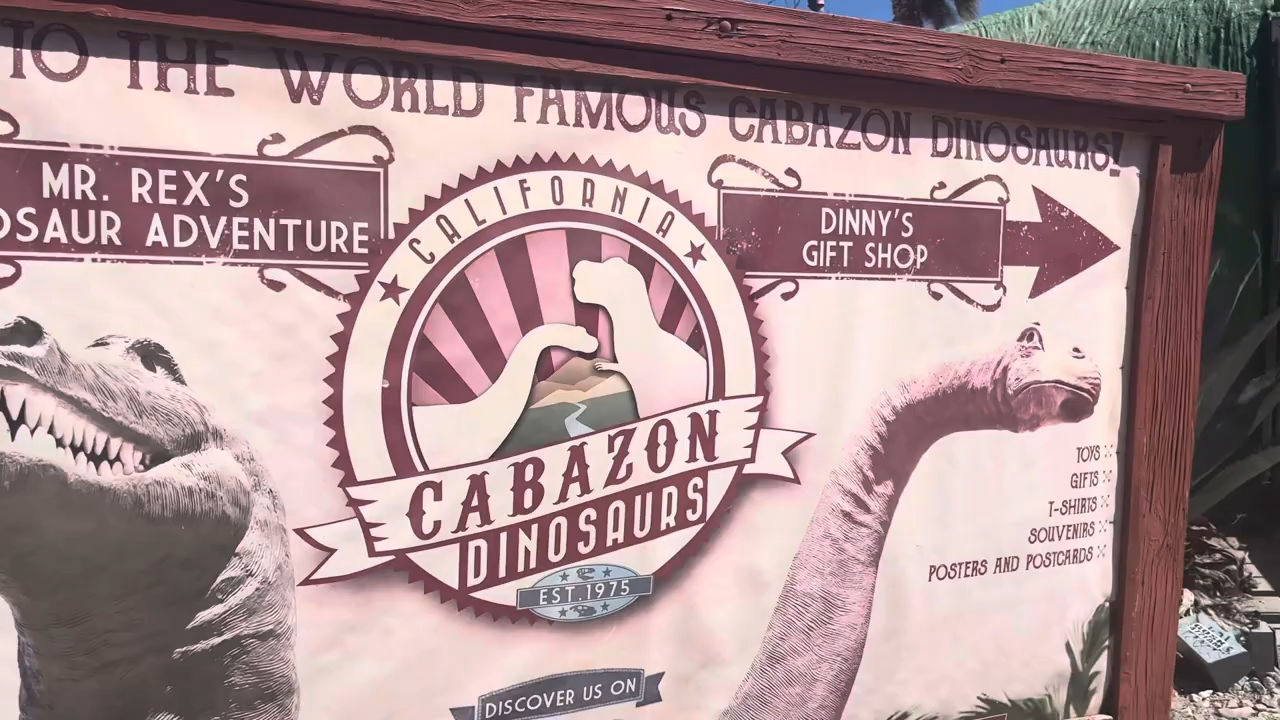 TO THE WORLD FAMOUS CABAZON DINOSAURS!
MR. REX'S
OSAUR ADVENTURE
CALIFORNIA
CABAZON
DINOSAURS
EST.1975
DISCOVER US ON
DINNY'S
GIFT SHOP
TOYS
GIFTS
T-SHIRTS
SOUVENIRS
POSTERS AND POSTCARDS